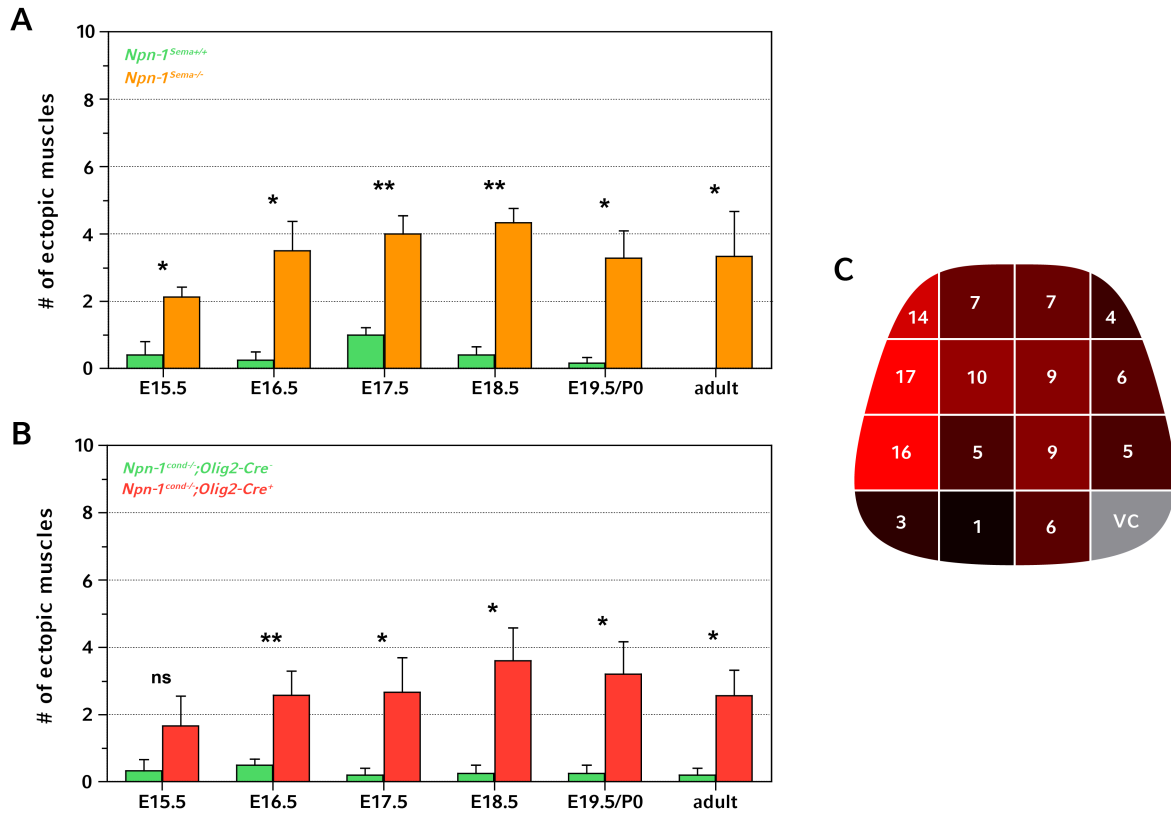 A
# of ectopic muscles
10
8
6
4
2
0
Npn-1Sema+/+
Npn-1Sema-/-
* * ** ** * *
E15.5 E16.5 E17.5 E18.5 E19.5/P0 adult
B
# of ectopic muscles
10
8
6
4
2
0
Npn-1cond-/-;Olig2-Cre-
Npn-1cond-/-;Olig2-Cre+
ns ** * * * *
E15.5 E16.5 E17.5 E18.5 E19.5/P0 adult
C
14 7 7 4
17 10 9 6
16 5 9 5
3 1 6 VC